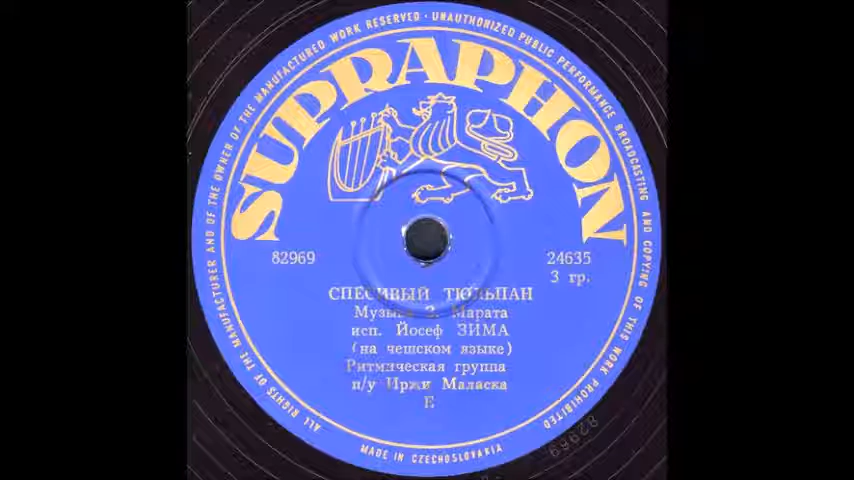 ALL RIGHTS OF THE MANUFACTURER AND OF THE OWNER OF THE MANUFACTURED WORK RESERVED · UNAUTHORIZED PUBLIC PERFORMANCE BROADCASTING AND COPYING OF THIS WORK PROHIBITED
SUPRAPHON
82969
24635
3 гр.
СПЕСИВЫЙ ТЮЛЬПАН
Музыка Э. Марата
исп. Йосеф ЗИМА
(на чешском языке)
Ритмическая группа
п/у Иржи Маласка
Е
82969
MADE IN CZECHOSLOVAKIA